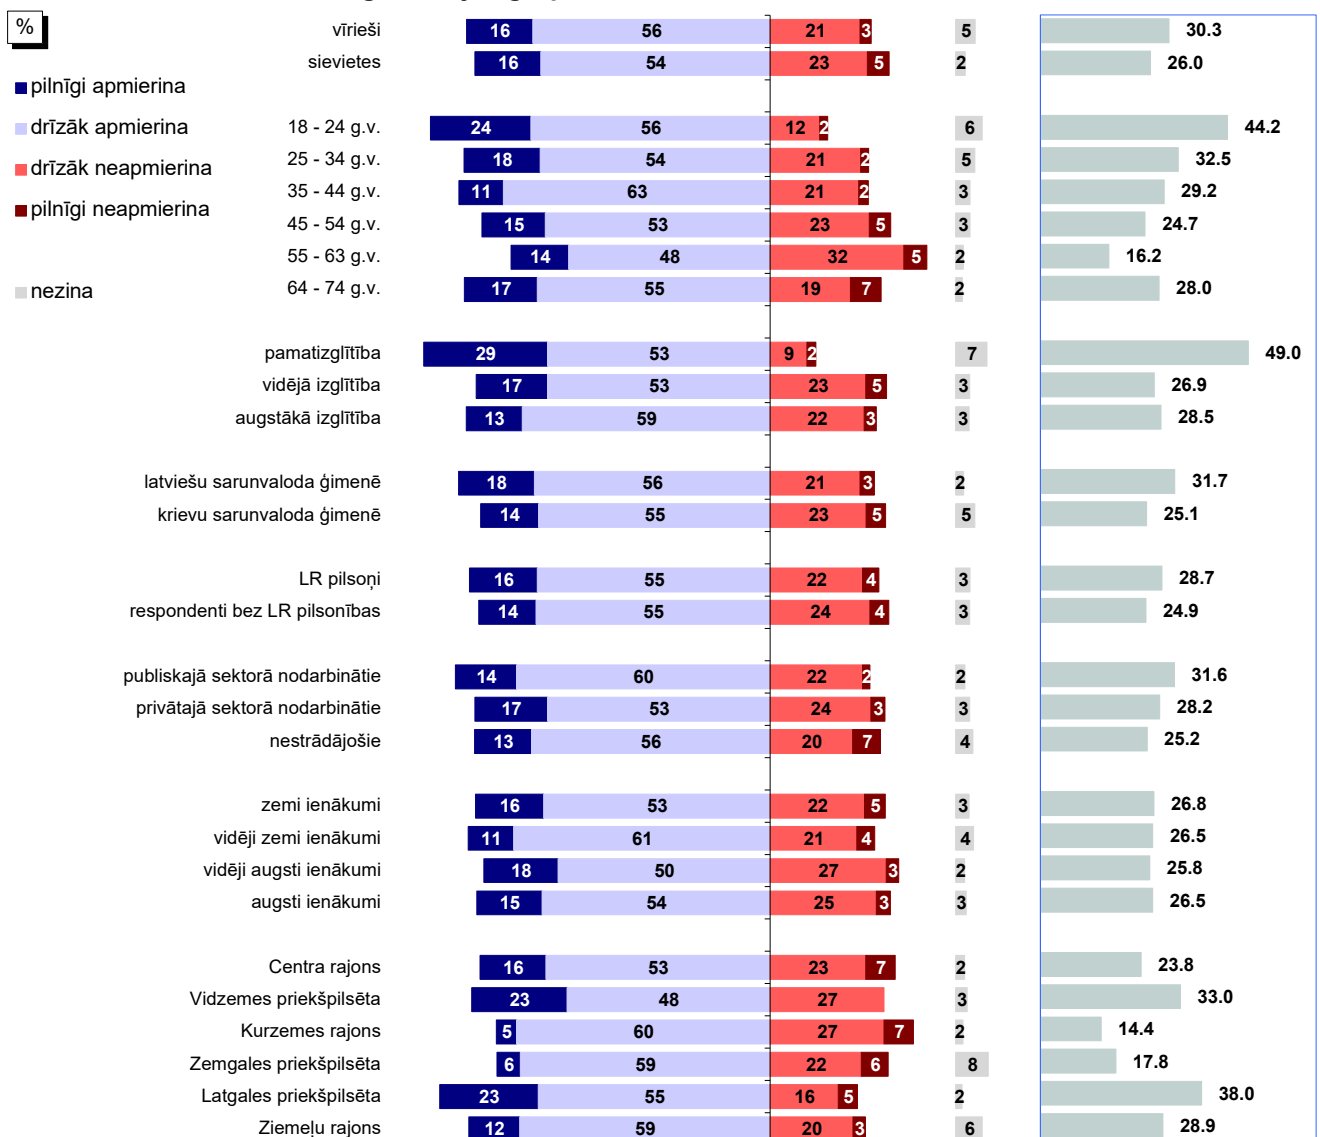 %
pilnīgi apmierina
drīzāk apmierina
drīzāk neapmierina
pilnīgi neapmierina
nezina
vīrieši 16 56 21 3 5 30.3
sievietes 16 54 23 5 2 26.0
18 - 24 g.v. 24 56 12 2 6 44.2
25 - 34 g.v. 18 54 21 2 5 32.5
35 - 44 g.v. 11 63 21 2 3 29.2
45 - 54 g.v. 15 53 23 5 3 24.7
55 - 63 g.v. 14 48 32 5 2 16.2
64 - 74 g.v. 17 55 19 7 2 28.0
pamatizglītība 29 53 9 2 7 49.0
vidējā izglītība 17 53 23 5 3 26.9
augstākā izglītība 13 59 22 3 3 28.5
latviešu sarunvaloda ģimenē 18 56 21 3 2 31.7
krievu sarunvaloda ģimenē 14 55 23 5 5 25.1
LR pilsoņi 16 55 22 4 3 28.7
respondenti bez LR pilsonības 14 55 24 4 3 24.9
publiskajā sektorā nodarbinātie 14 60 22 2 2 31.6
privātajā sektorā nodarbinātie 17 53 24 3 3 28.2
nestrādājošie 13 56 20 7 4 25.2
zemi ienākumi 16 53 22 5 3 26.8
vidēji zemi ienākumi 11 61 21 4 4 26.5
vidēji augsti ienākumi 18 50 27 3 2 25.8
augsti ienākumi 15 54 25 3 3 26.5
Centra rajons 16 53 23 7 2 23.8
Vidzemes priekšpilsēta 23 48 27 3 33.0
Kurzemes rajons 5 60 27 7 2 14.4
Zemgales priekšpilsēta 6 59 22 6 8 17.8
Latgales priekšpilsēta 23 55 16 5 2 38.0
Ziemeļu rajons 12 59 20 3 6 28.9